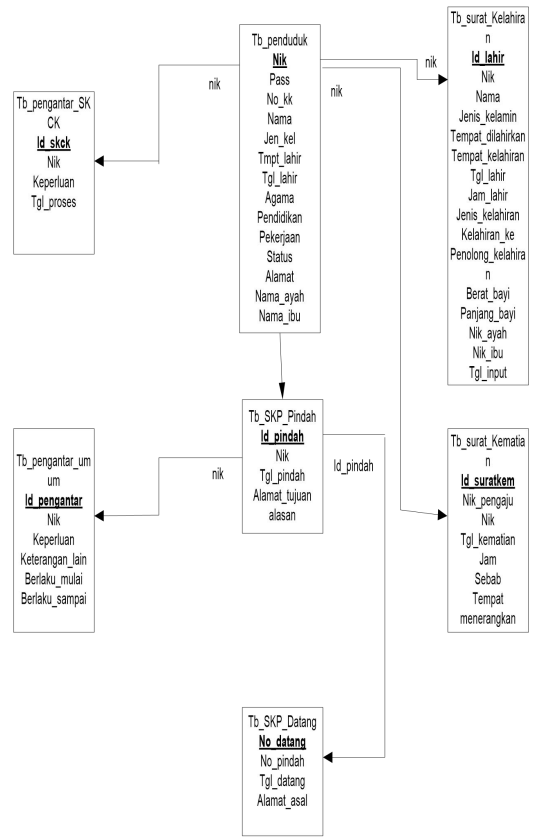 Tb_penduduk
Nik
Pass
No_kk
Nama
Jen_kel
Tmpt_lahir
Tgl_lahir
Agama
Pendidikan
Pekerjaan
Status
Alamat
Nama_ayah
Nama_ibu
nik
nik
nik
Tb_surat_Kelahira
n
Id_lahir
Nik
Nama
Jenis_kelamin
Tempat_dilahirkan
Tempat_kelahiran
Tgl_lahir
Jam_lahir
Jenis_kelahiran
Kelahiran_ke
Penolong_kelahira
n
Berat_bayi
Panjang_bayi
Nik_ayah
Nik_ibu
Tgl_input
Tb_pengantar_SK
CK
Id_skck
Nik
Keperluan
Tgl_proses
Tb_SKP_Pindah
Id_pindah
Nik
Tgl_pindah
Alamat_tujuan
alasan
nik
Id_pindah
Tb_pengantar_um
um
Id_pengantar
Nik
Keperluan
Keterangan_lain
Berlaku_mulai
Berlaku_sampai
Tb_surat_Kematia
n
Id_suratkem
Nik_pengaju
Nik
Tgl_kematian
Jam
Sebab
Tempat
menerangkan
Tb_SKP_Datang
No_datang
No_pindah
Tgl_datang
Alamat_asal